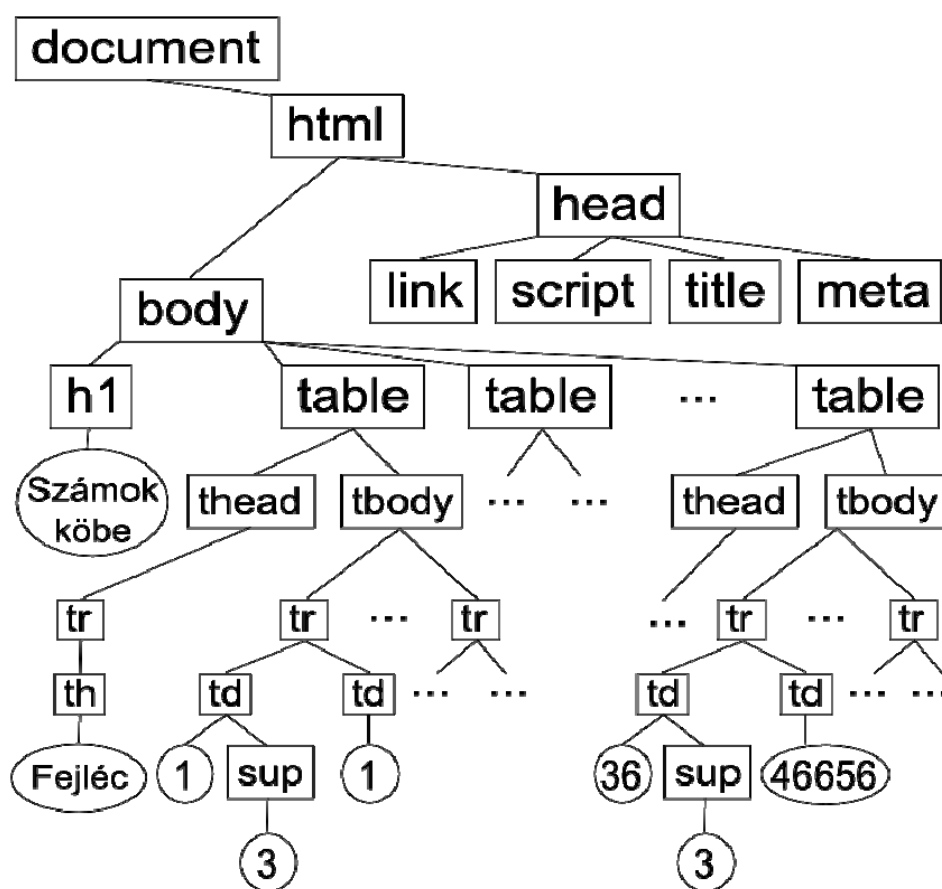 document
html
head
link script title meta
body
h1 table table ... table
Számok
köbe
thead tbody ... ... thead tbody
tr tr ... tr ... tr ... tr
th td td ... ... td td ... ...
Fejléc 1 sup 1 36 sup 46656
3 3